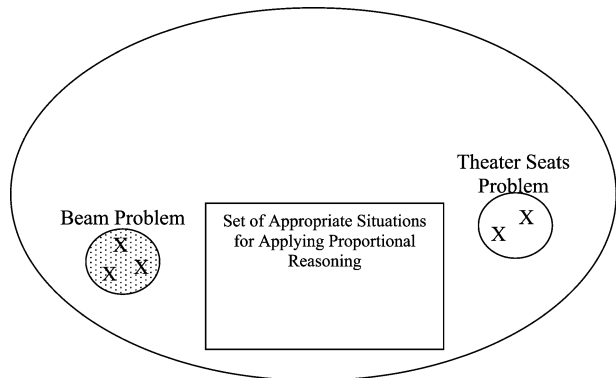 Theater Seats
Problem
Beam Problem
X
X
X
Set of Appropriate Situations
for Applying Proportional
Reasoning
X
X